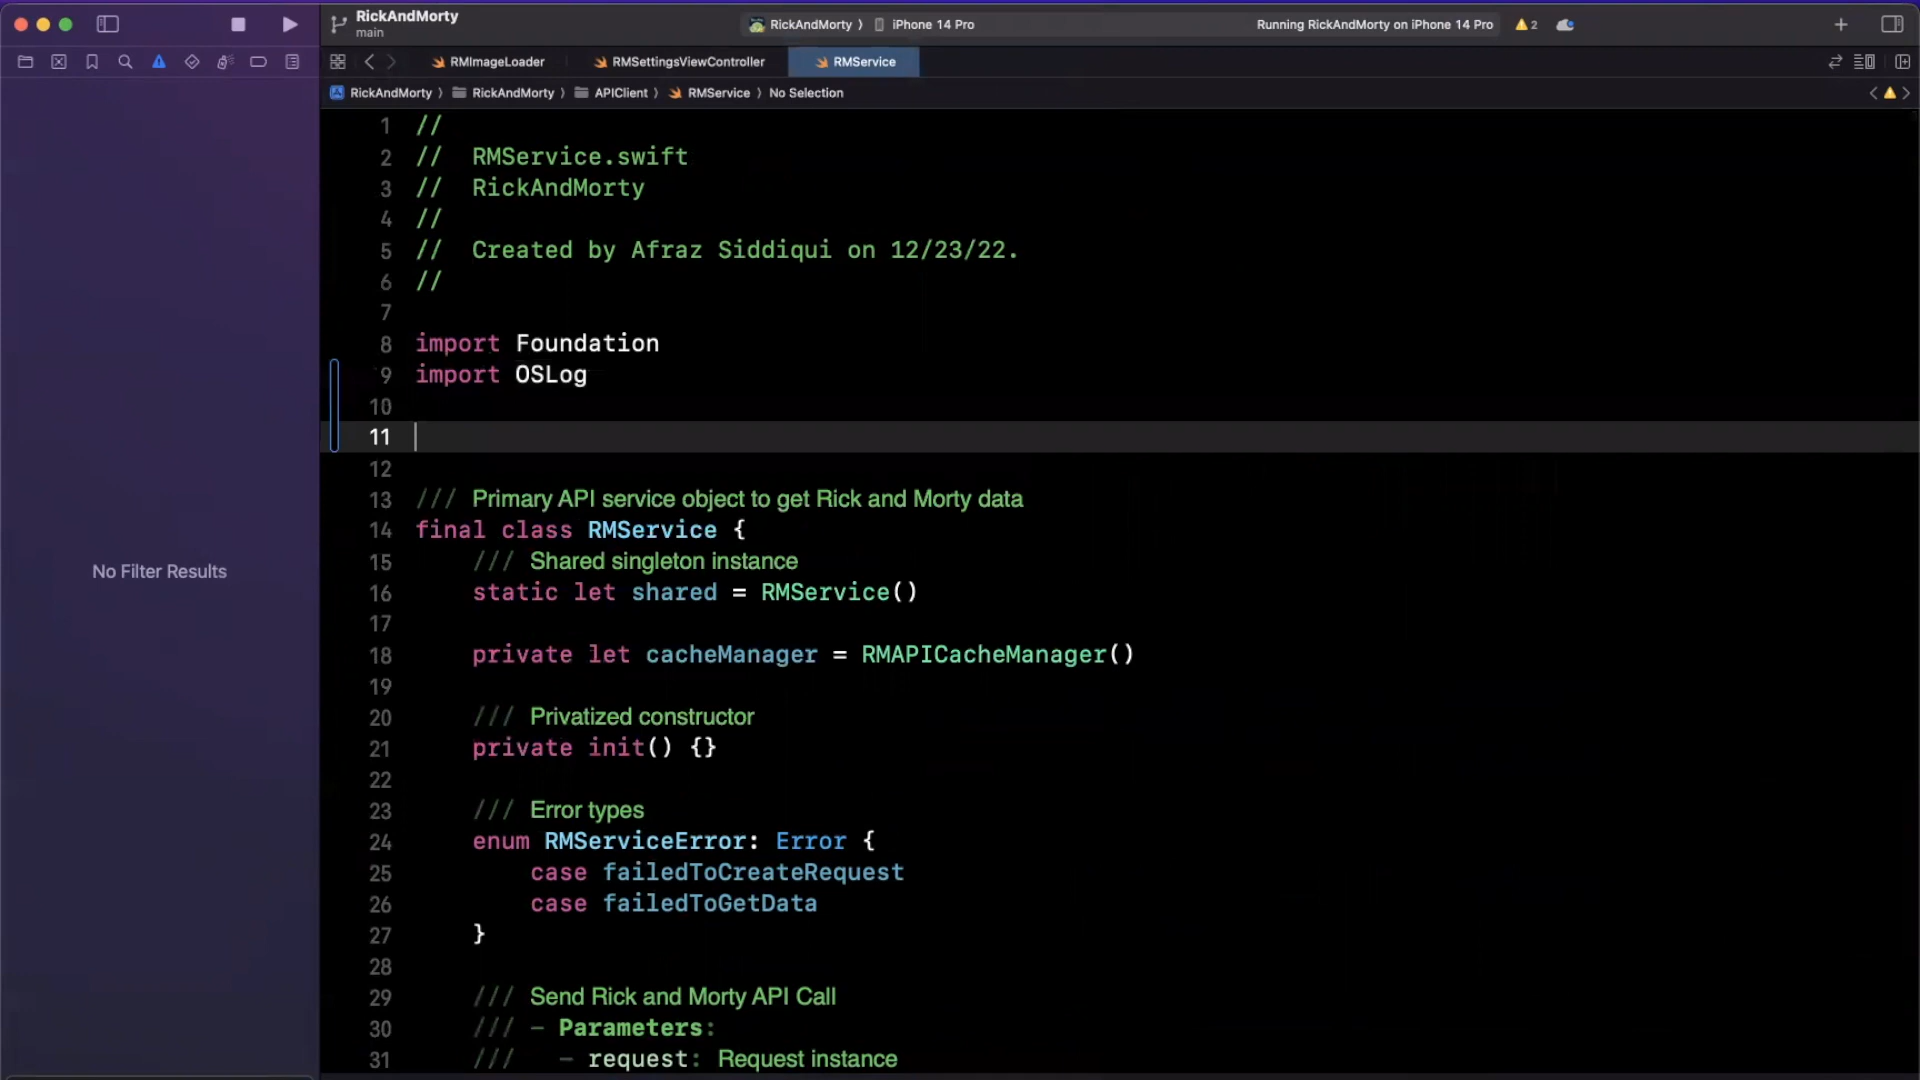 RickAndMorty
main
RickAndMorty ⟩ iPhone 14 Pro
Running RickAndMorty on iPhone 14 Pro
2
RMImageLoader
RMSettingsViewController
RMService
RickAndMorty ⟩ RickAndMorty ⟩ APIClient ⟩ RMService ⟩ No Selection
No Filter Results
1 //
2 //  RMService.swift
3 //  RickAndMorty
4 //
5 //  Created by Afraz Siddiqui on 12/23/22.
6 //
7
8 import Foundation
9 import OSLog
10
11
12
13 /// Primary API service object to get Rick and Morty data
14 final class RMService {
15     /// Shared singleton instance
16     static let shared = RMService()
17
18     private let cacheManager = RMAPICacheManager()
19
20     /// Privatized constructor
21     private init() {}
22
23     /// Error types
24     enum RMServiceError: Error {
25         case failedToCreateRequest
26         case failedToGetData
27     }
28
29     /// Send Rick and Morty API Call
30     /// - Parameters:
31     ///   - request: Request instance